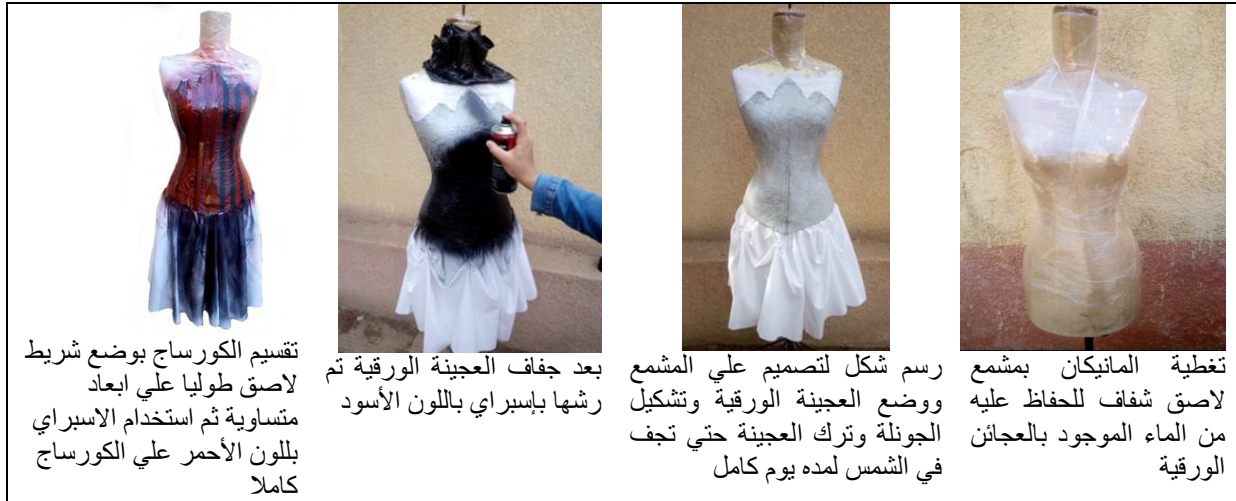 تغطية المانيكان بمشمع
لاصق شفاف للحفاظ عليه
من الماء الموجود بالعجائن
الورقية
رسم شكل لتصميم علي المشمع
ووضع العجينة الورقية وتشكيل
الجونلة وترك العجينة حتي تجف
في الشمس لمده يوم كامل
بعد جفاف العجينة الورقية تم
رشها بإسبراي باللون الأسود
تقسيم الكورساج بوضع شريط
لاصق طوليا علي ابعاد
متساوية ثم استخدام الاسبراي
بللون الأحمر علي الكورساج
كاملا